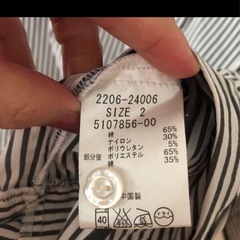 2206-24006
SIZE 2
5107856-00
綿 65%
ナイロン 30%
ポリウレタン 5%
部分使 ポリエステル 65%
綿 35%
中国製
40